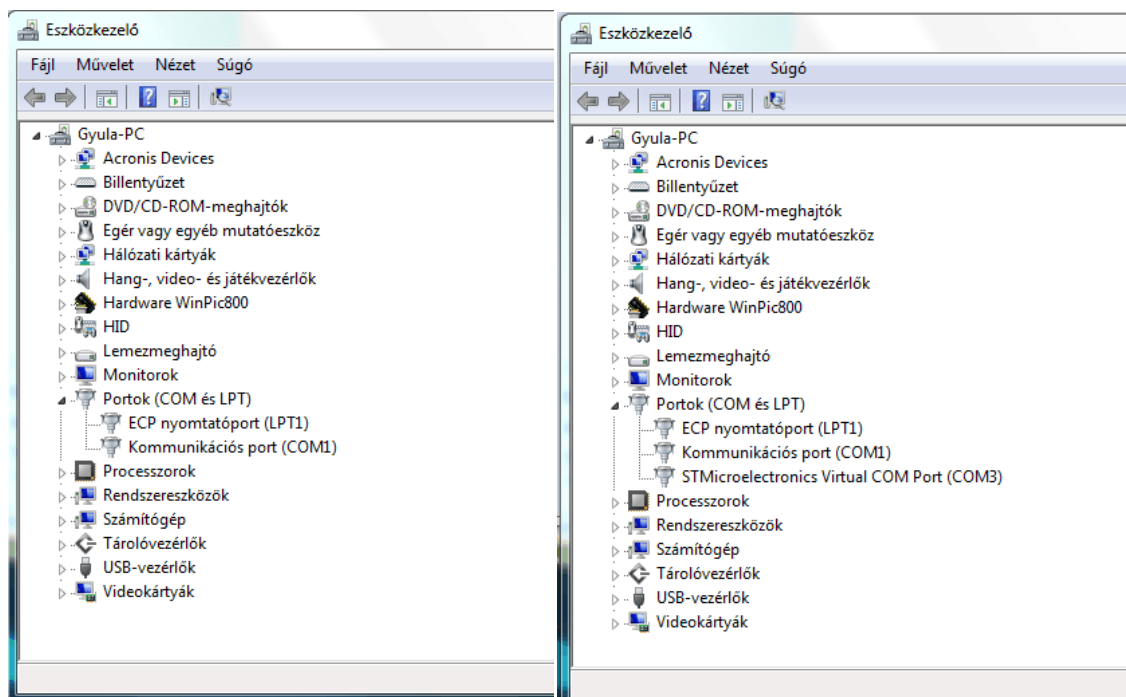 Eszközkezelő
Fájl Művelet Nézet Súgó
Gyula-PC
Acronis Devices
Billentyűzet
DVD/CD-ROM-meghajtók
Egér vagy egyéb mutatóeszköz
Hálózati kártyák
Hang-, video- és játékvezérlők
Hardware WinPic800
HID
Lemezmeghajtó
Monitorok
Portok (COM és LPT)
ECP nyomtatóport (LPT1)
Kommunikációs port (COM1)
Processzorok
Rendszereszközök
Számítógép
Tárolóvezérlők
USB-vezérlők
Videokártyák
Eszközkezelő
Fájl Művelet Nézet Súgó
Gyula-PC
Acronis Devices
Billentyűzet
DVD/CD-ROM-meghajtók
Egér vagy egyéb mutatóeszköz
Hálózati kártyák
Hang-, video- és játékvezérlők
Hardware WinPic800
HID
Lemezmeghajtó
Monitorok
Portok (COM és LPT)
ECP nyomtatóport (LPT1)
Kommunikációs port (COM1)
STMicroelectronics Virtual COM Port (COM3)
Processzorok
Rendszereszközök
Számítógép
Tárolóvezérlők
USB-vezérlők
Videokártyák